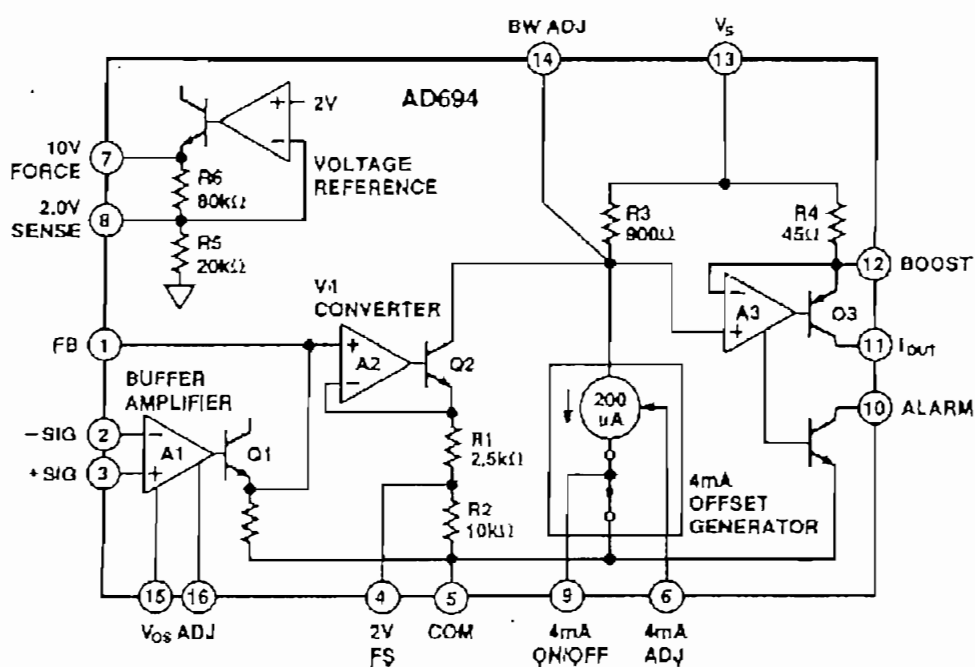 BW ADJ
Vs
14
13
AD694
2V
+
−
10V
FORCE
7
VOLTAGE
REFERENCE
R6
80kΩ
2.0V
SENSE
8
R5
20kΩ
R3
900Ω
R4
45Ω
12
BOOST
V-I
CONVERTER
−
A3
+
Q3
FB
1
+
A2
−
Q2
11
IOUT
BUFFER
AMPLIFIER
200
µA
10
ALARM
−SIG
2
−
A1
+
Q1
+SIG
3
R1
2.5kΩ
4mA
OFFSET
GENERATOR
R2
10kΩ
15
16
4
5
9
6
VOS ADJ
2V
FS
COM
4mA
ON/OFF
4mA
ADJ